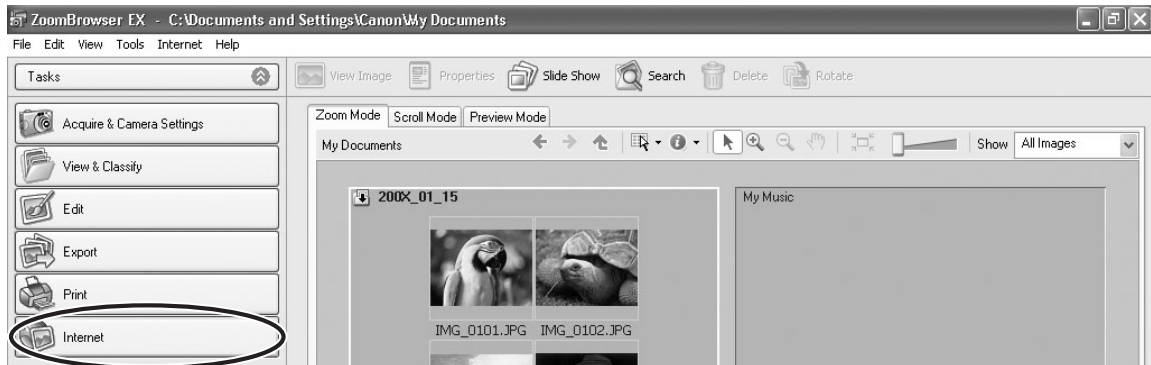 ZoomBrowser EX - C:\Documents and Settings\Canon\My Documents
File Edit View Tools Internet Help
Tasks
View Image Properties Slide Show Search Delete Rotate
Acquire & Camera Settings
View & Classify
Edit
Export
Print
Internet
Zoom Mode Scroll Mode Preview Mode
My Documents Show All Images
200X_01_15
My Music
IMG_0101.JPG IMG_0102.JPG